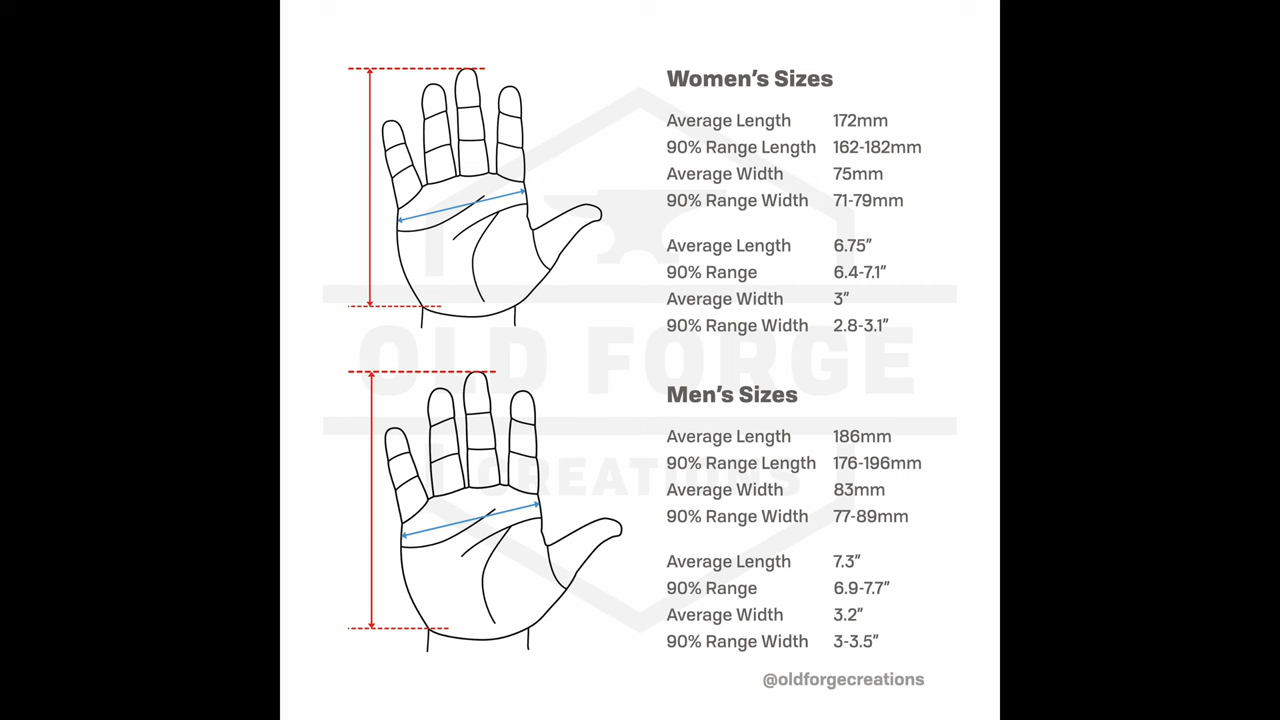 Women's Sizes
Average Length 172mm
90% Range Length 162-182mm
Average Width 75mm
90% Range Width 71-79mm
Average Length 6.75"
90% Range 6.4-7.1"
Average Width 3"
90% Range Width 2.8-3.1"
OLD FORGE
Men's Sizes
Average Length 186mm
90% Range Length 176-196mm
CREATIONS
Average Width 83mm
90% Range Width 77-89mm
Average Length 7.3"
90% Range 6.9-7.7"
Average Width 3.2"
90% Range Width 3-3.5"
@oldforgecreations